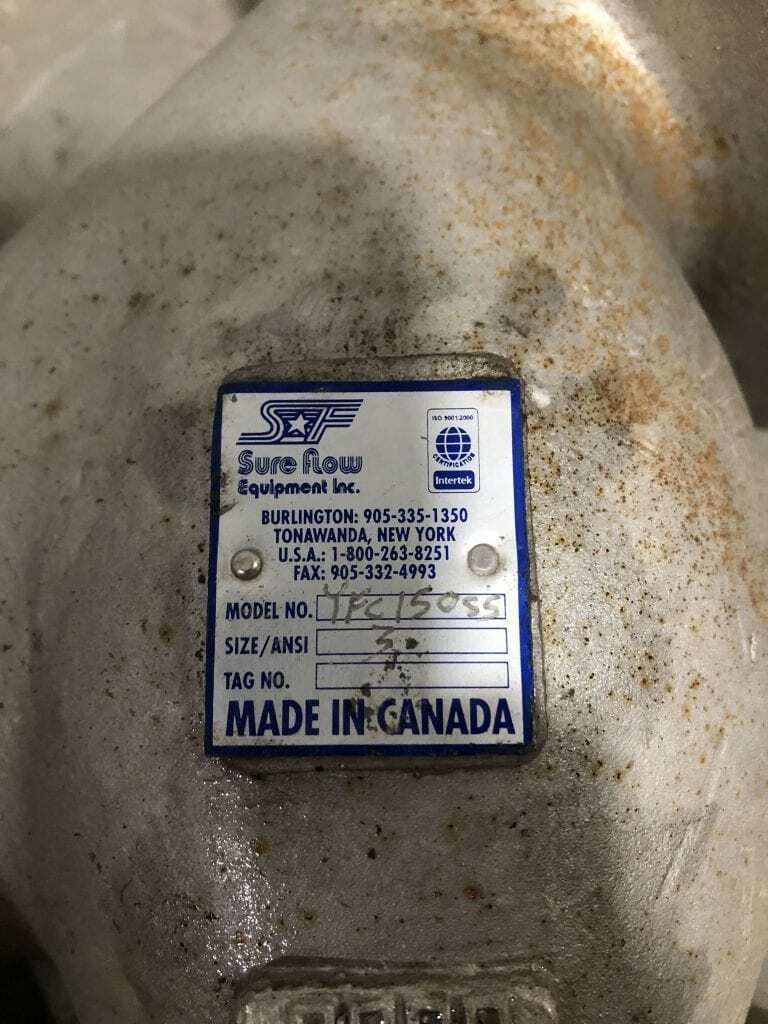 SF
ISO 9001:2000
CERTIFICATION
Intertek
Sure flow
Equipment Inc.
BURLINGTON: 905-335-1350
TONAWANDA, NEW YORK
U.S.A.: 1-800-263-8251
FAX: 905-332-4993
MODEL NO. YFC150SS
SIZE/ANSI 3"
TAG NO.
MADE IN CANADA